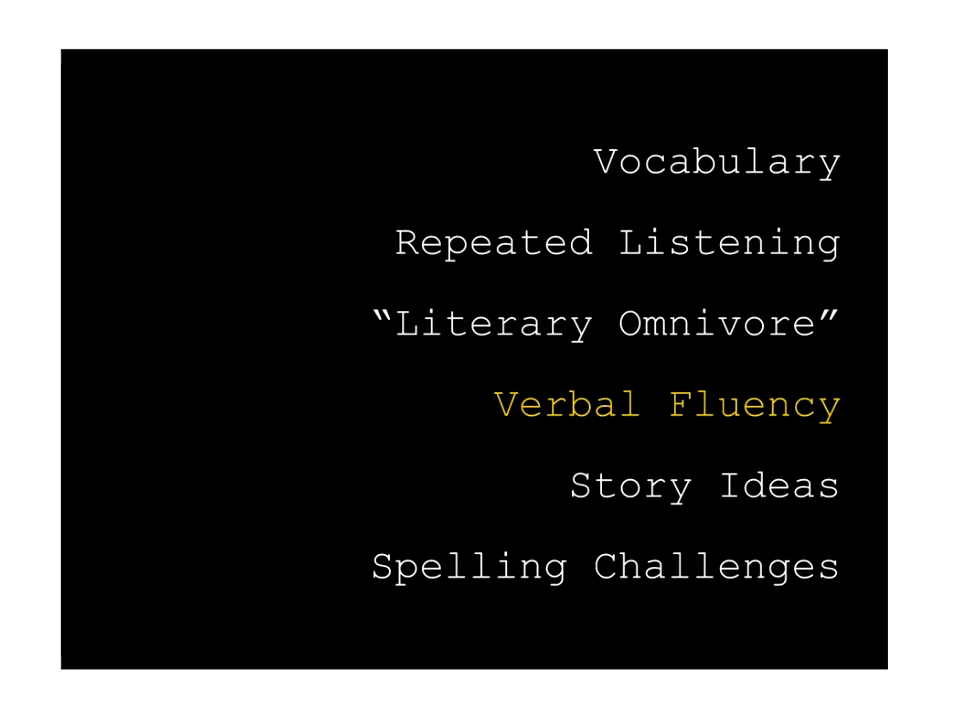 Vocabulary
Repeated Listening
“Literary Omnivore”
Verbal Fluency
Story Ideas
Spelling Challenges